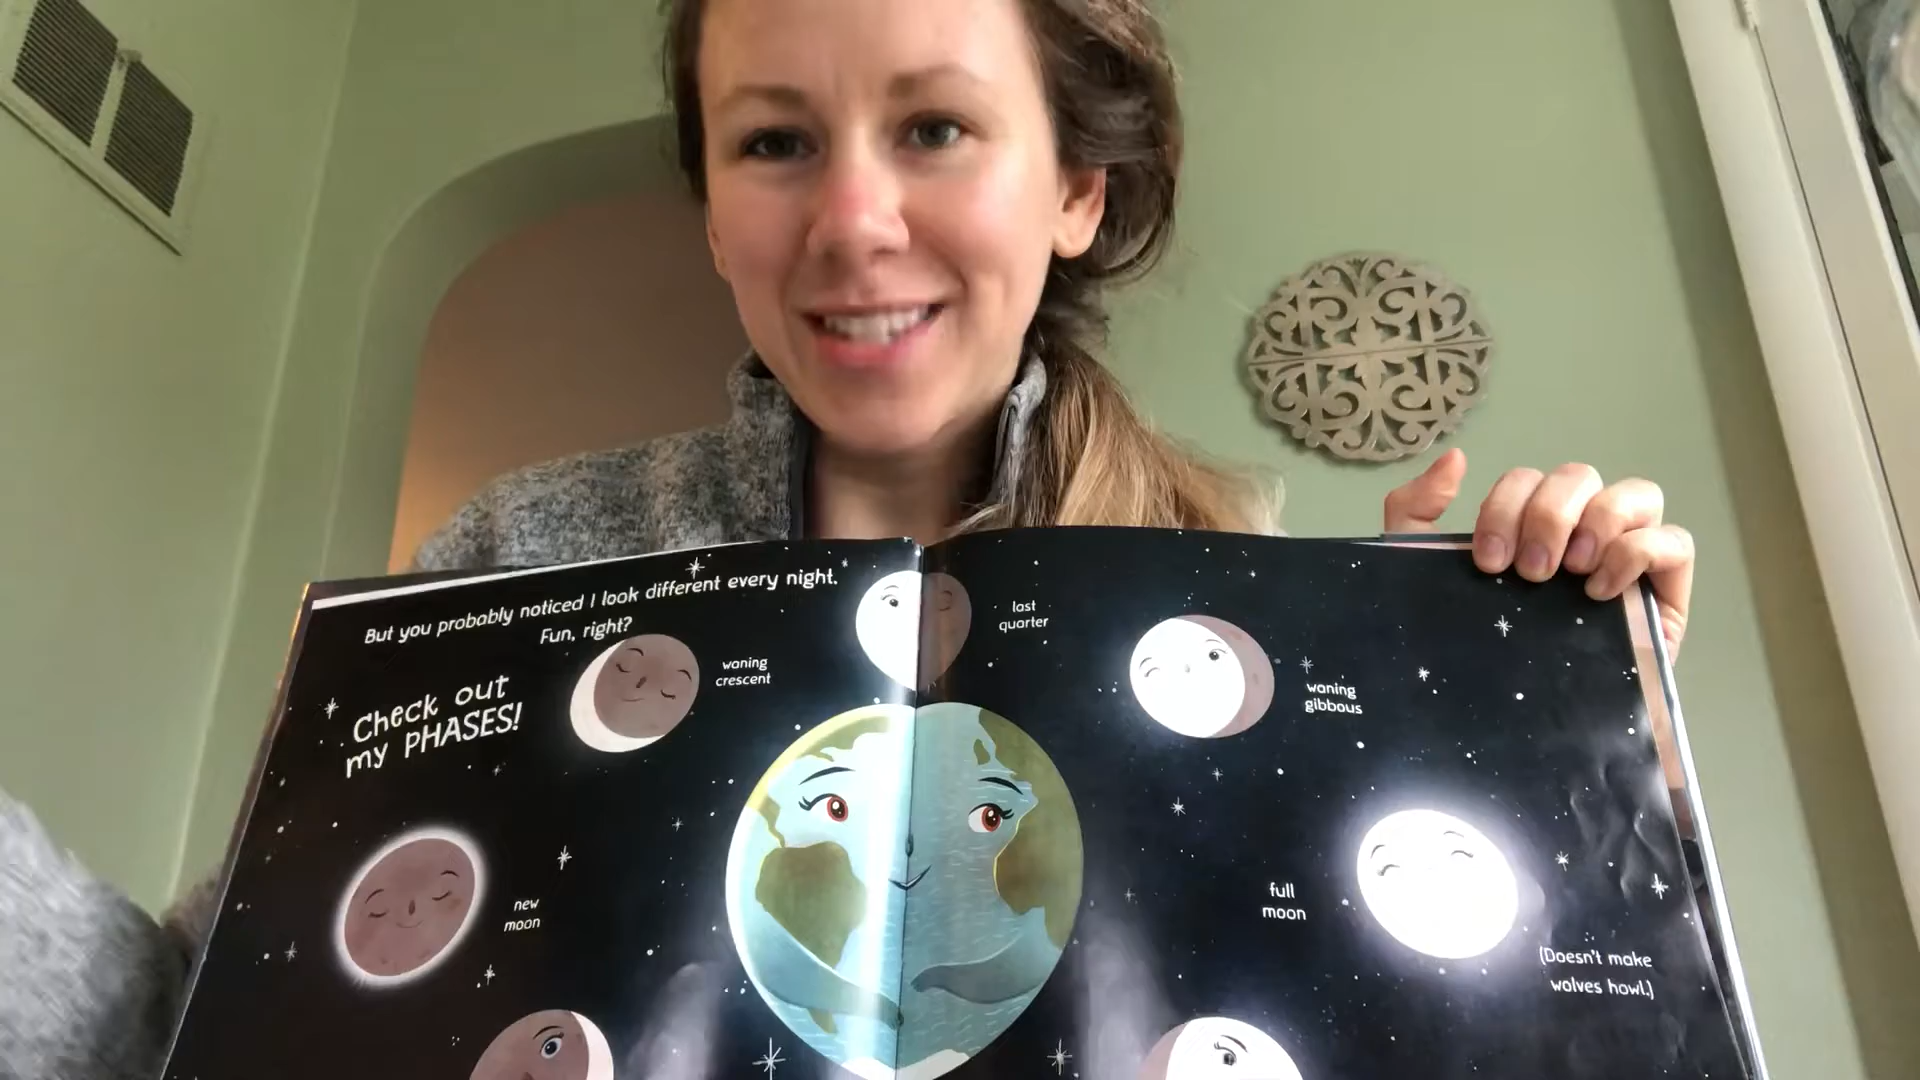 But you probably noticed I look different every night.
Fun, right?
Check out
my PHASES!
waning
crescent
last
quarter
waning
gibbous
new
moon
full
moon
(Doesn't make
wolves howl.)